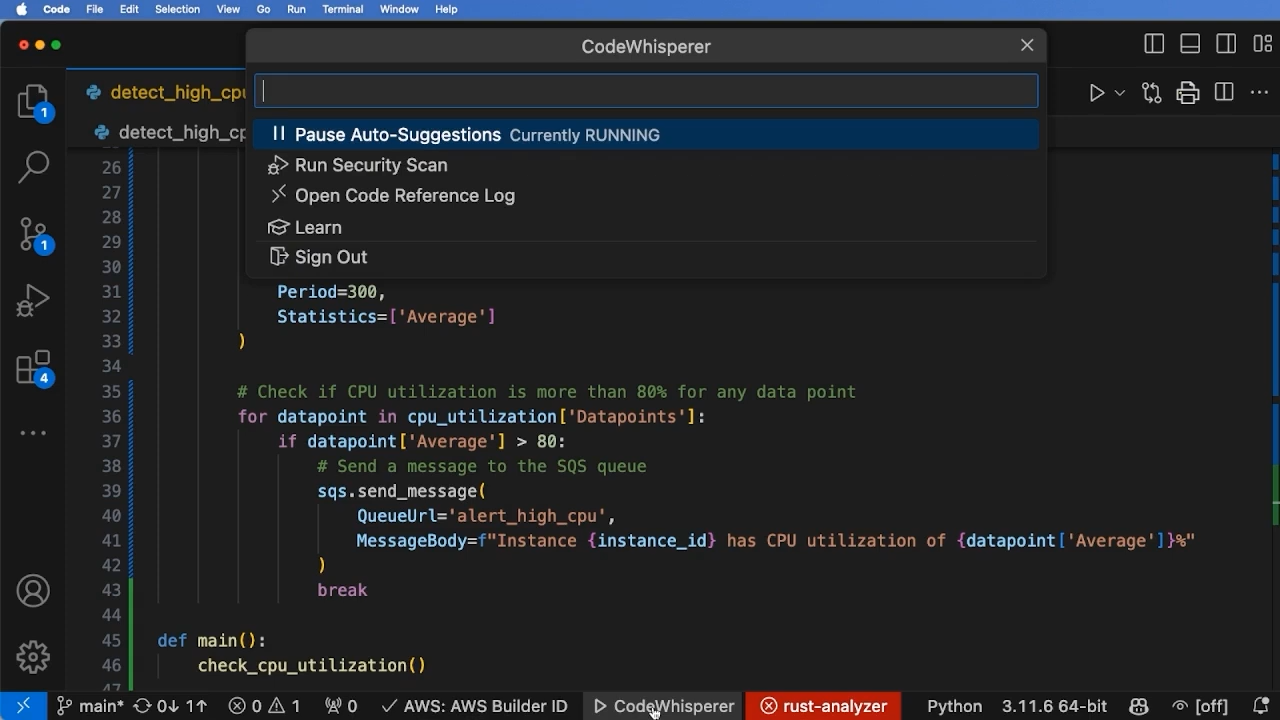 Code File Edit Selection View Go Run Terminal Window Help
CodeWhisperer
1
detect_high_cpu
detect_high_cp
Pause Auto-Suggestions Currently RUNNING
Run Security Scan
Open Code Reference Log
Learn
Sign Out
26
27
28
1
29
30
31 Period=300,
32 Statistics=['Average']
33 )
34
4
35 # Check if CPU utilization is more than 80% for any data point
36 for datapoint in cpu_utilization['Datapoints']:
37 if datapoint['Average'] > 80:
38 # Send a message to the SQS queue
39 sqs.send_message(
40 QueueUrl='alert_high_cpu',
41 MessageBody=f"Instance {instance_id} has CPU utilization of {datapoint['Average']}%"
42 )
43 break
44
45 def main():
46 check_cpu_utilization()
47
main* 0↓ 1↑ 0 1 0 AWS: AWS Builder ID CodeWhisperer rust-analyzer Python 3.11.6 64-bit [off]